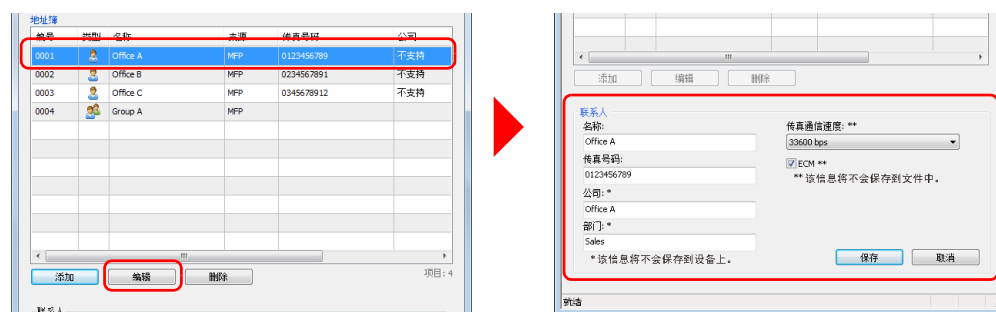 地址簿
编号 类型 名称 来源 传真号码 公司
0001 Office A MFP 0123456789 不支持
0002 Office B MFP 0234567891 不支持
0003 Office C MFP 0345678912 不支持
0004 Group A MFP
添加 编辑 删除 项目: 4
联系人
添加 编辑 删除
联系人
名称:
Office A
传真号码:
0123456789
公司: *
Office A
部门: *
Sales
* 该信息将不会保存到设备上。
传真通信速度: **
33600 bps
ECM **
** 该信息将不会保存到文件中。
保存 取消
就绪